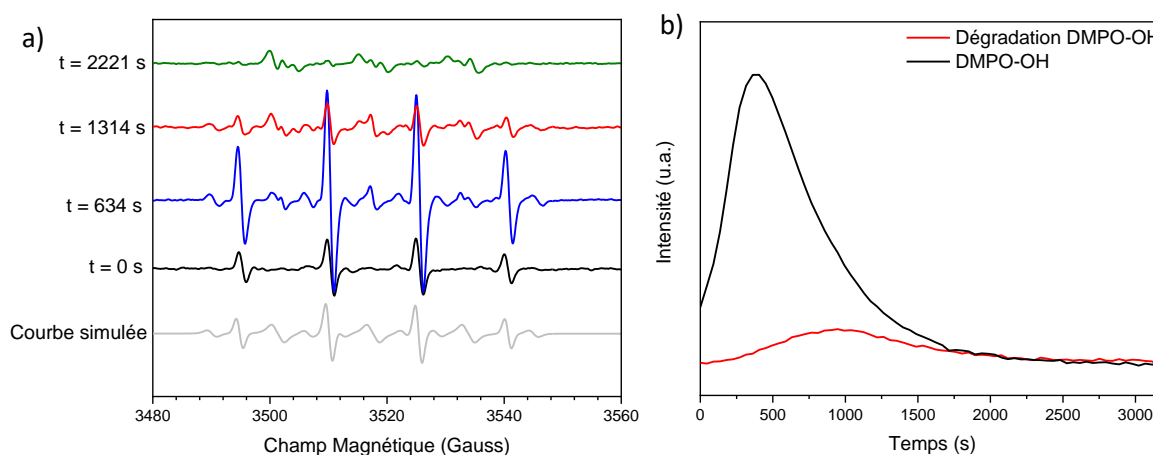 a)
t = 2221 s
t = 1314 s
t = 634 s
t = 0 s
Courbe simulée
3480 3500 3520 3540 3560
Champ Magnétique (Gauss)
b)
Dégradation DMPO-OH
DMPO-OH
Intensité (u.a.)
0 500 1000 1500 2000 2500 3000
Temps (s)